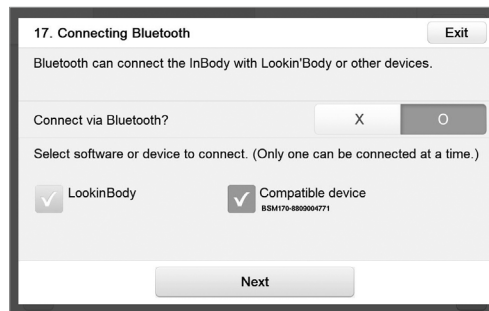 17. Connecting Bluetooth
Exit
Bluetooth can connect the InBody with Lookin'Body or other devices.
Connect via Bluetooth?
X
O
Select software or device to connect. (Only one can be connected at a time.)
LookinBody
Compatible device
BSM170-8809004771
Next